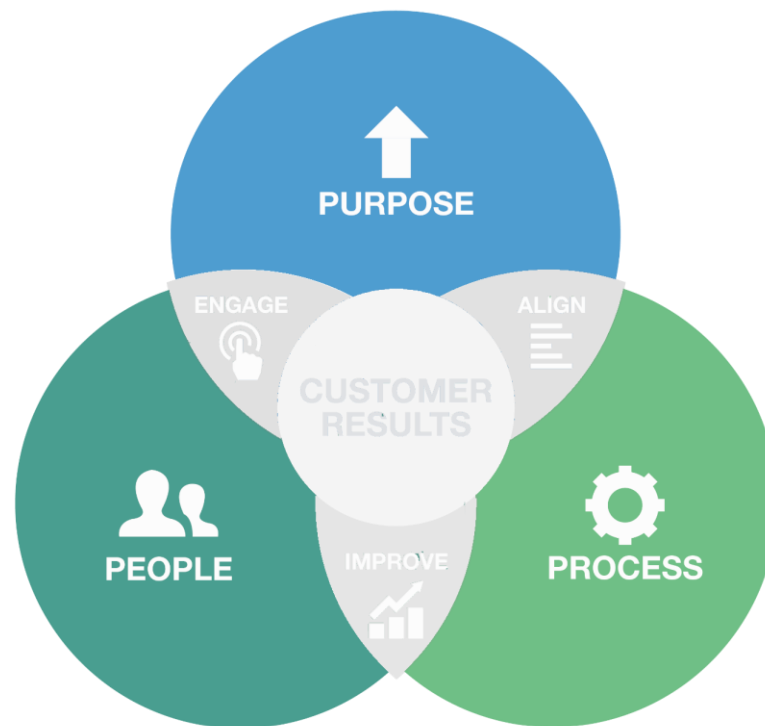 PURPOSE
ENGAGE
ALIGN
CUSTOMER
RESULTS
IMPROVE
PEOPLE
PROCESS